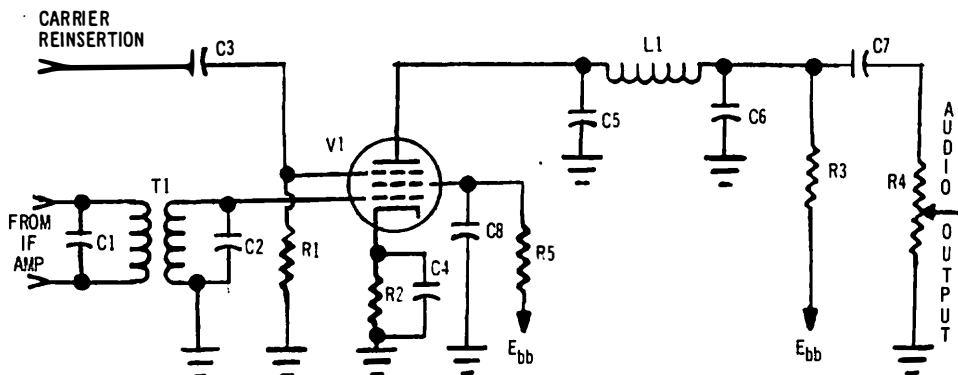 CARRIER
REINSERTION
C3
L1
C7
C5
C6
V1
R3
R4
AUDIO OUTPUT
T1
FROM
IF
AMP
C1
C2
R1
C8
R5
R2
C4
Ebb
Ebb